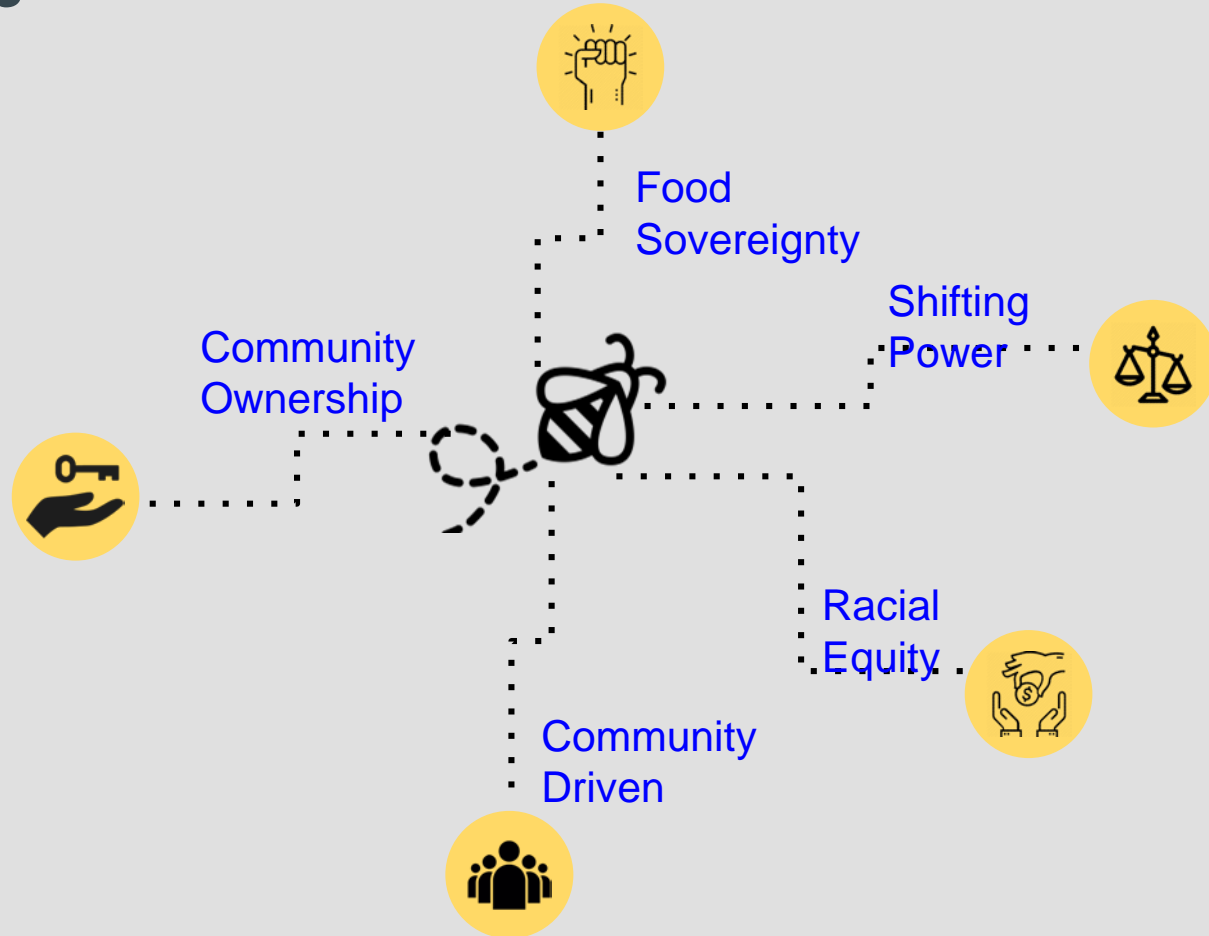 Food
Sovereignty
Shifting
Power
Community
Ownership
Racial
Equity
Community
Driven
$